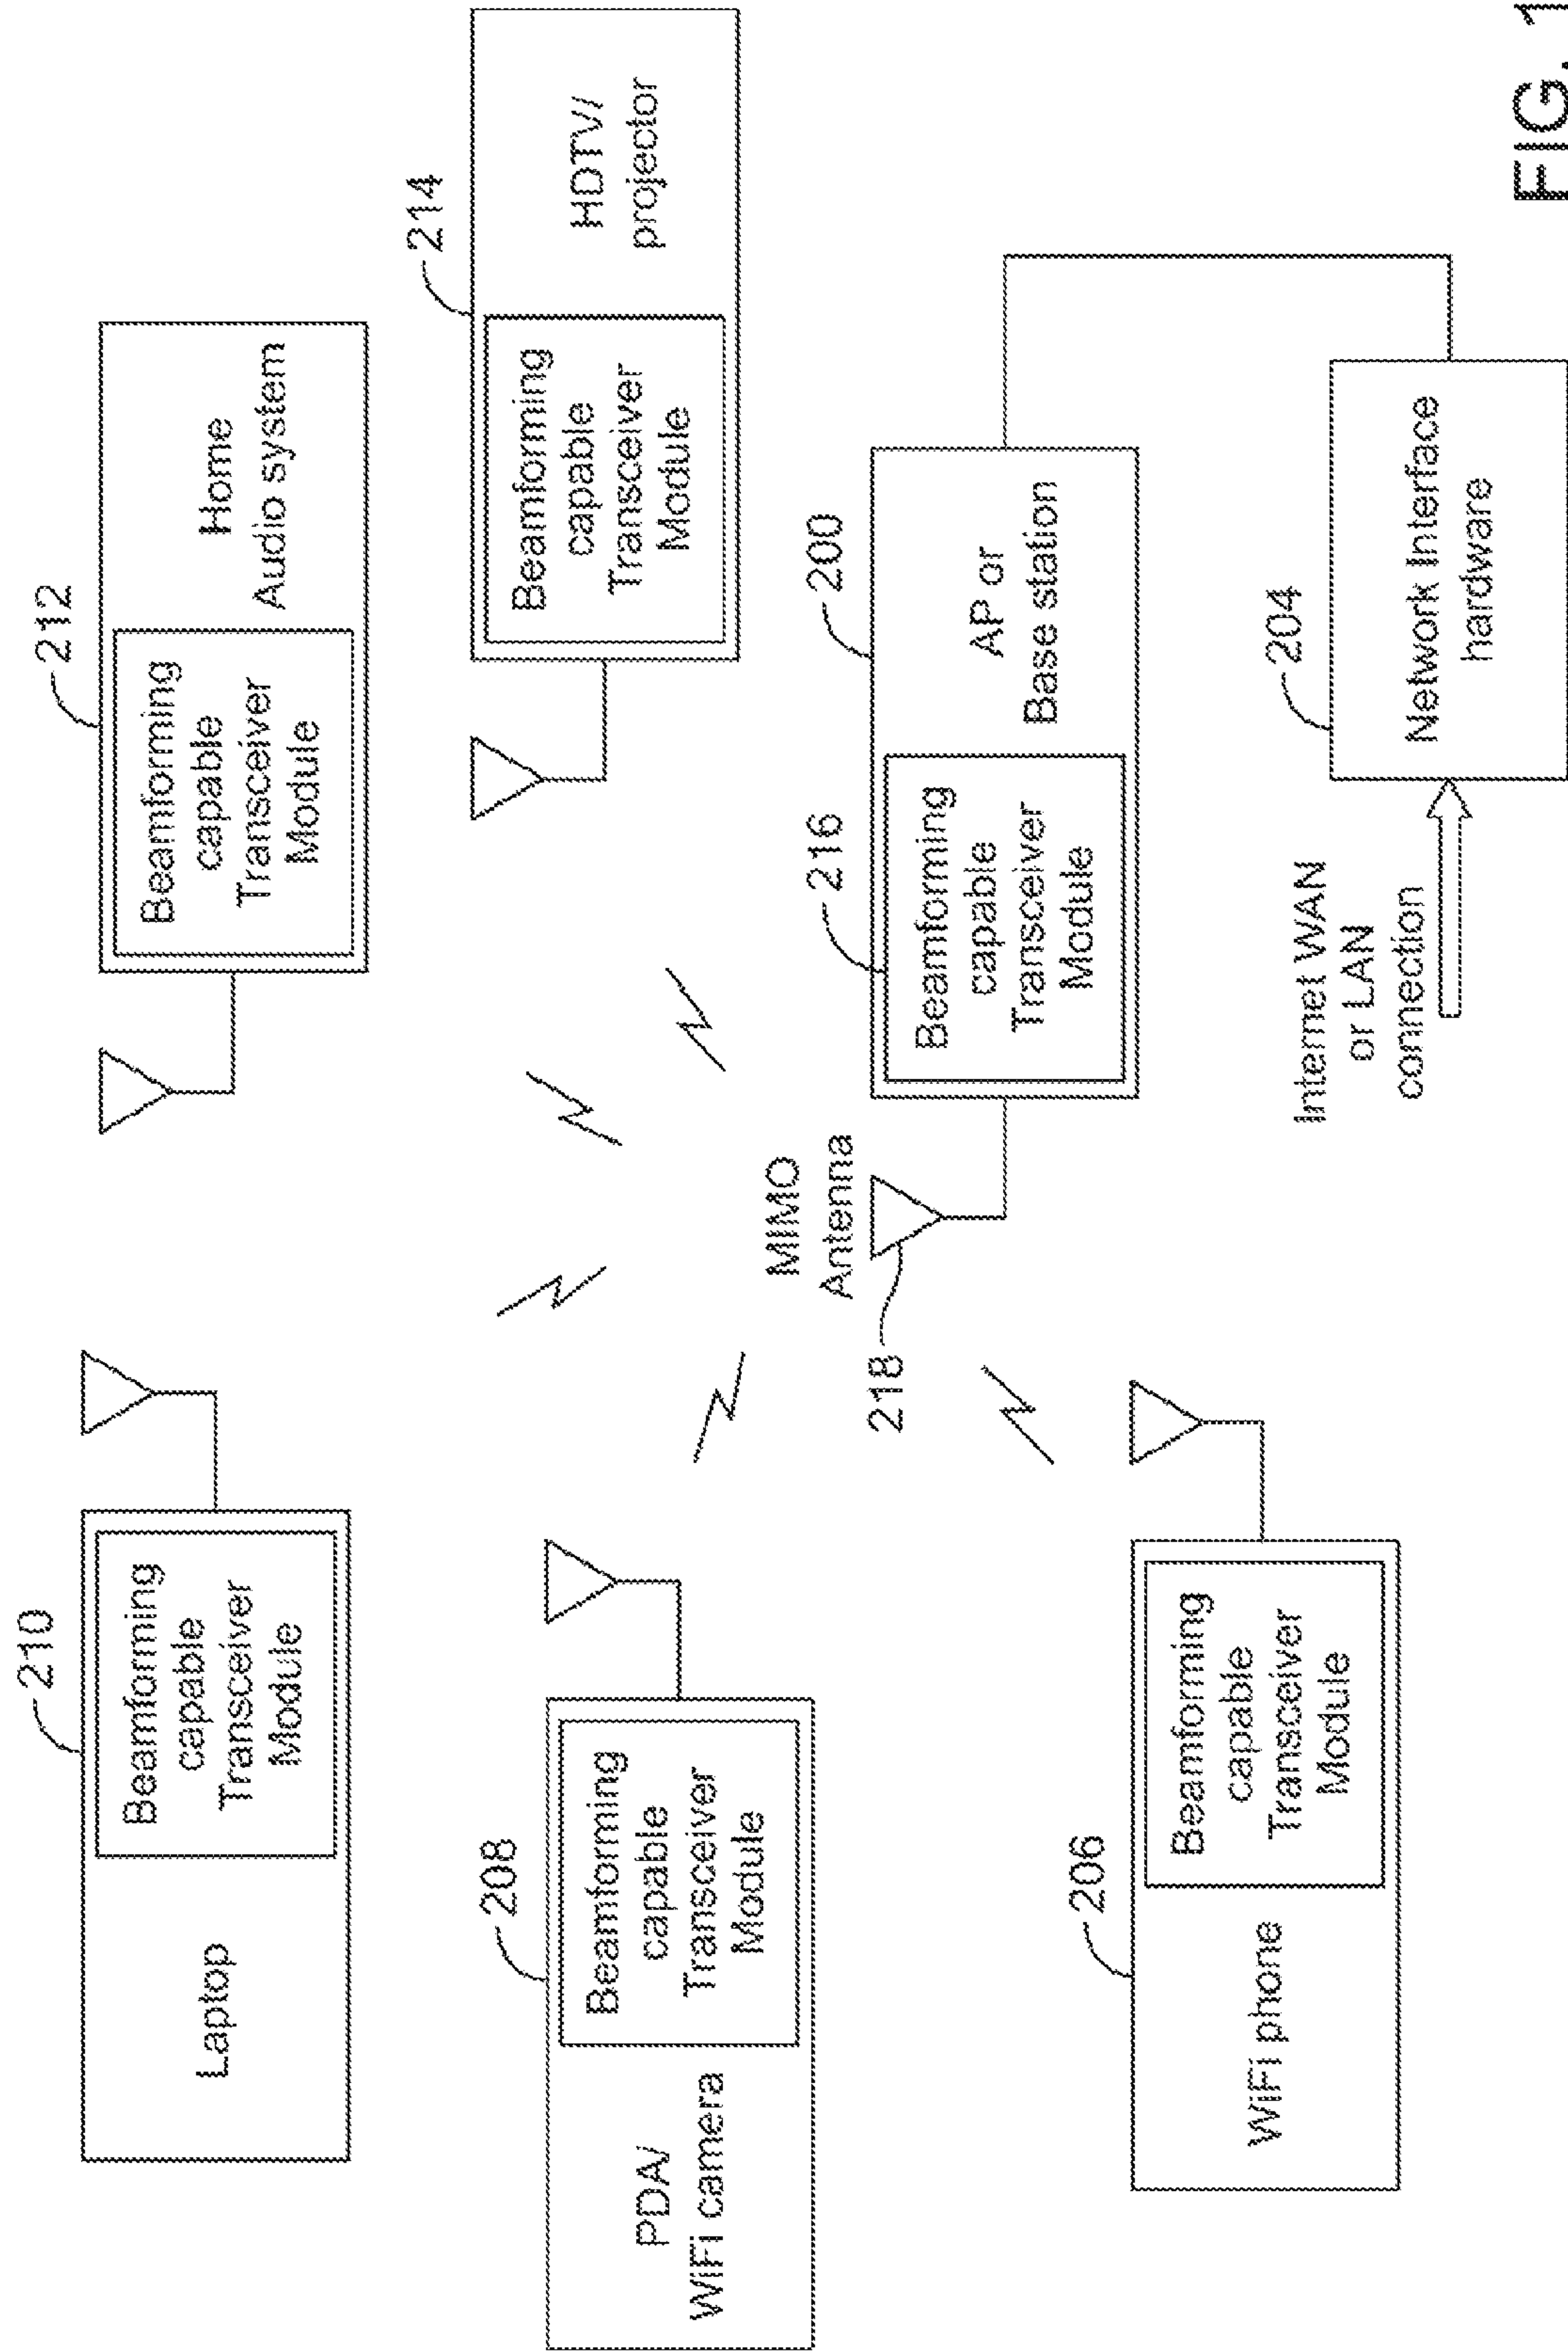 210
Laptop
Beamforming
capable
Transceiver
Module
212
Beamforming
capable
Transceiver
Module
Home
Audio system
208
PDA/
WiFi camera
Beamforming
capable
Transceiver
Module
214
Beamforming
capable
Transceiver
Module
HDTV/
projector
MIMO
Antenna
218
216
200
Beamforming
capable
Transceiver
Module
AP or
Base station
206
WiFi phone
Beamforming
capable
Transceiver
Module
Internet WAN
or LAN
connection
204
Network Interface
hardware
FIG. 1